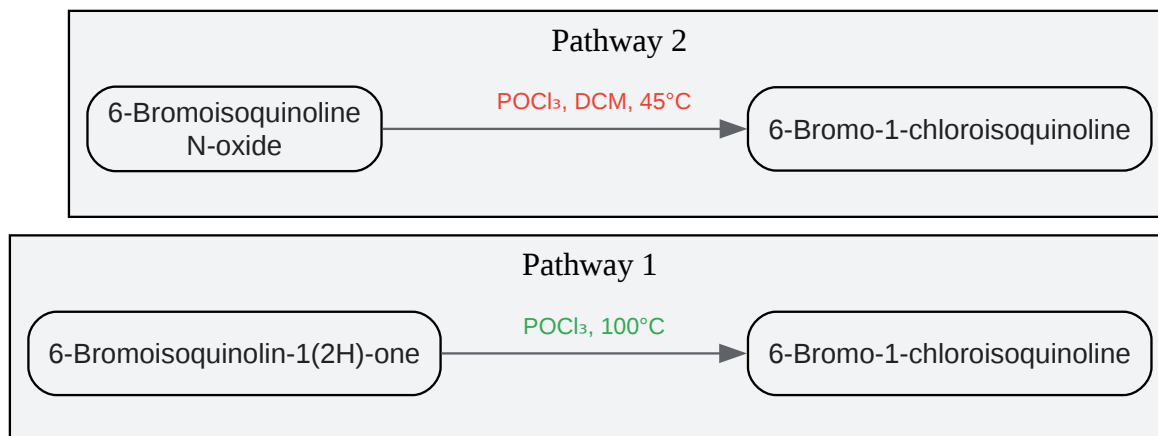 Pathway 2
6-Bromoisoquinoline
N-oxide
POCl₃, DCM, 45°C
6-Bromo-1-chloroisoquinoline
Pathway 1
6-Bromoisoquinolin-1(2H)-one
POCl₃, 100°C
6-Bromo-1-chloroisoquinoline